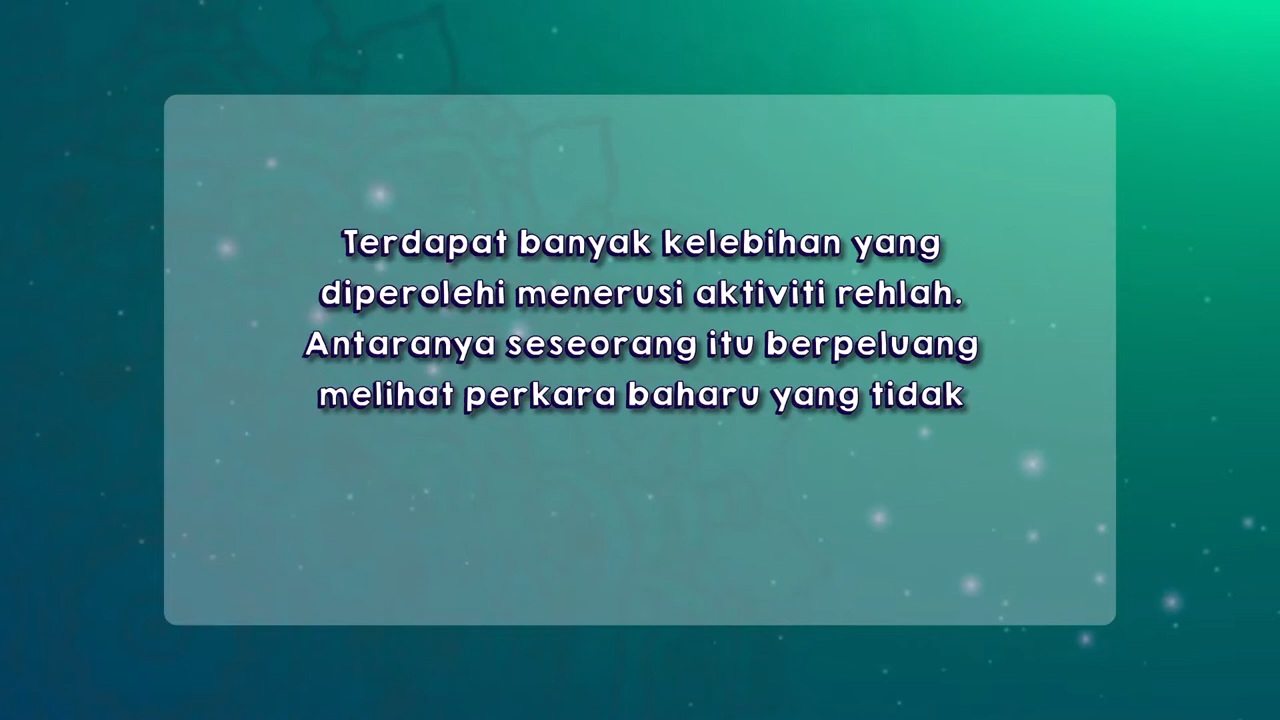 Terdapat banyak kelebihan yang
diperolehi menerusi aktiviti rehlah.
Antaranya seseorang itu berpeluang
melihat perkara baharu yang tidak